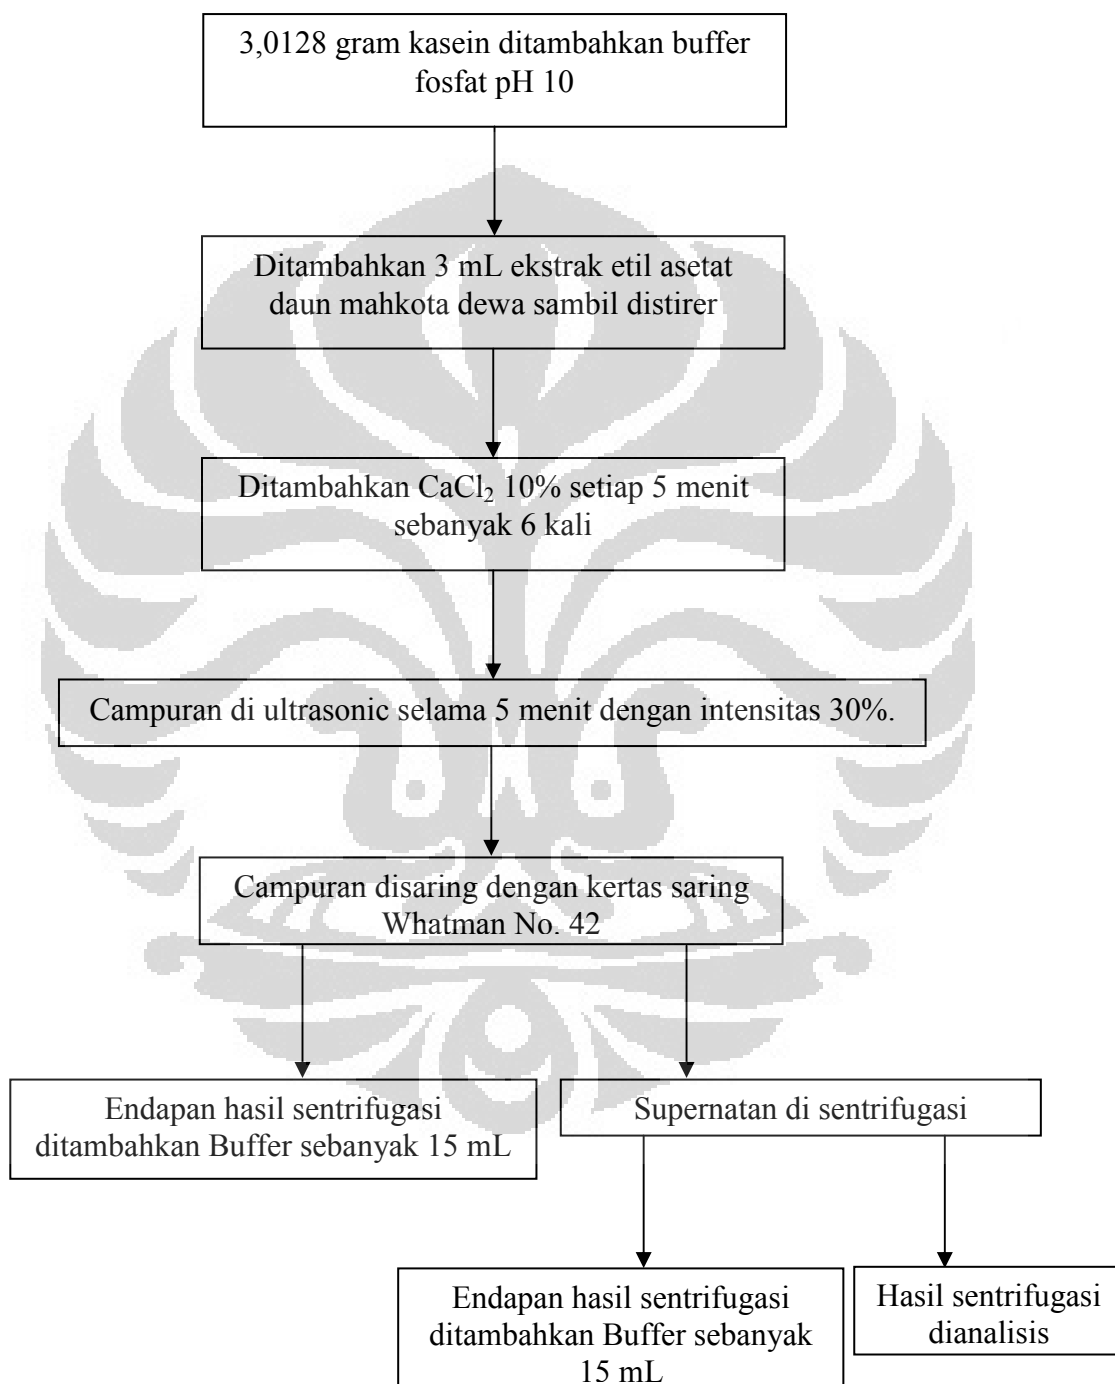 3,0128 gram kasein ditambahkan buffer
fosfat pH 10
Ditambahkan 3 mL ekstrak etil asetat
daun mahkota dewa sambil distirer
Ditambahkan CaCl₂ 10% setiap 5 menit
sebanyak 6 kali
Campuran di ultrasonic selama 5 menit dengan intensitas 30%.
Campuran disaring dengan kertas saring
Whatman No. 42
Endapan hasil sentrifugasi
ditambahkan Buffer sebanyak 15 mL
Supernatan di sentrifugasi
Endapan hasil sentrifugasi
ditambahkan Buffer sebanyak
15 mL
Hasil sentrifugasi
dianalisis